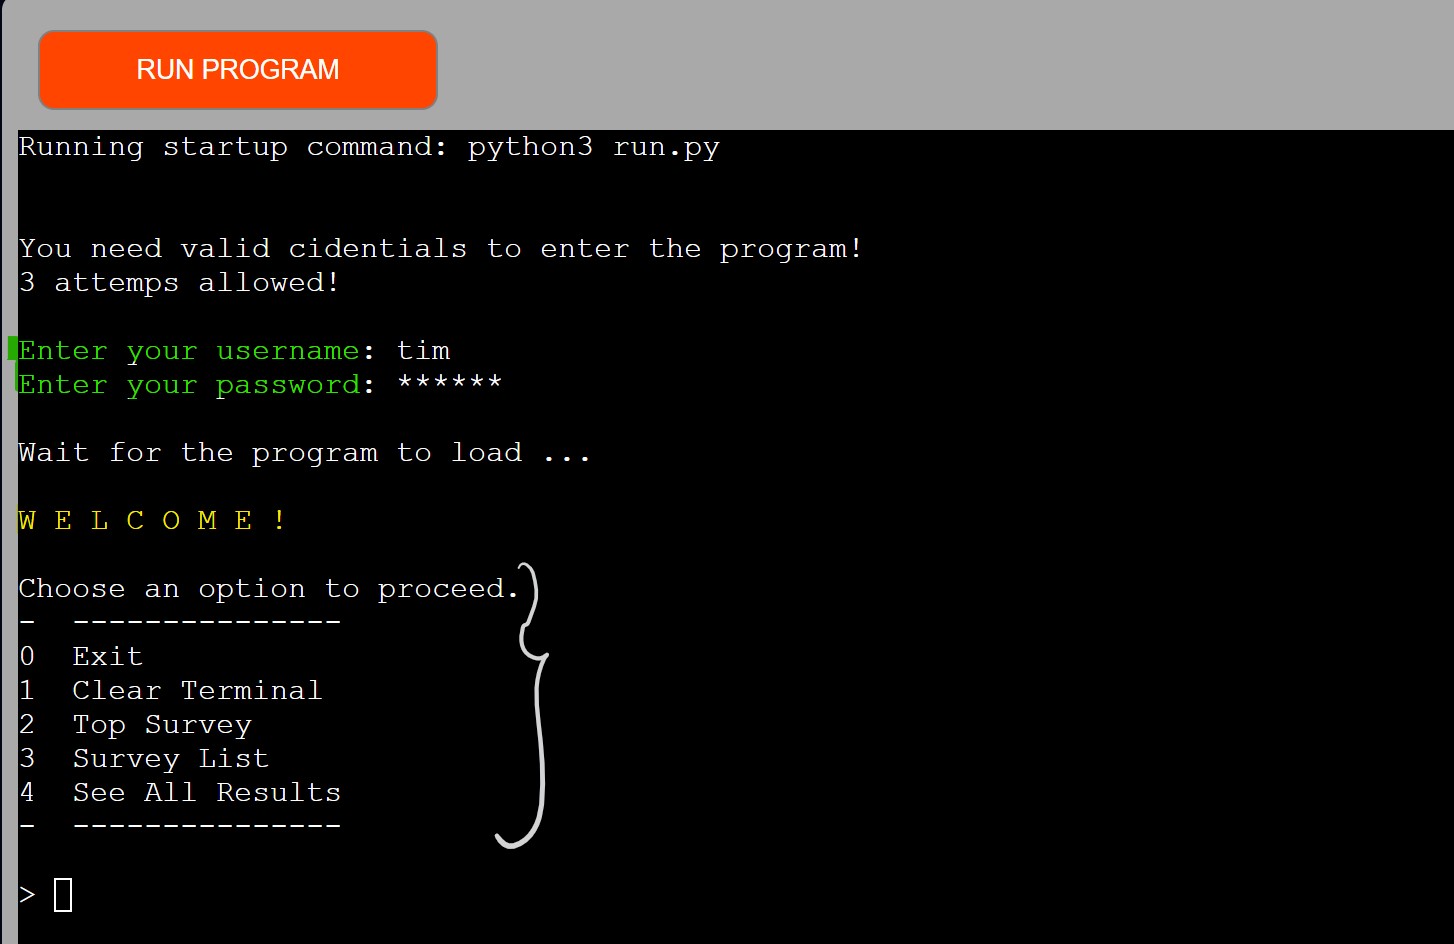 RUN PROGRAM
Running startup command: python3 run.py
You need valid cidentials to enter the program!
3 attemps allowed!
Enter your username: tim
Enter your password: ******
Wait for the program to load ...
W E L C O M E !
Choose an option to proceed.
-  ---------------
0  Exit
1  Clear Terminal
2  Top Survey
3  Survey List
4  See All Results
-  ---------------
>